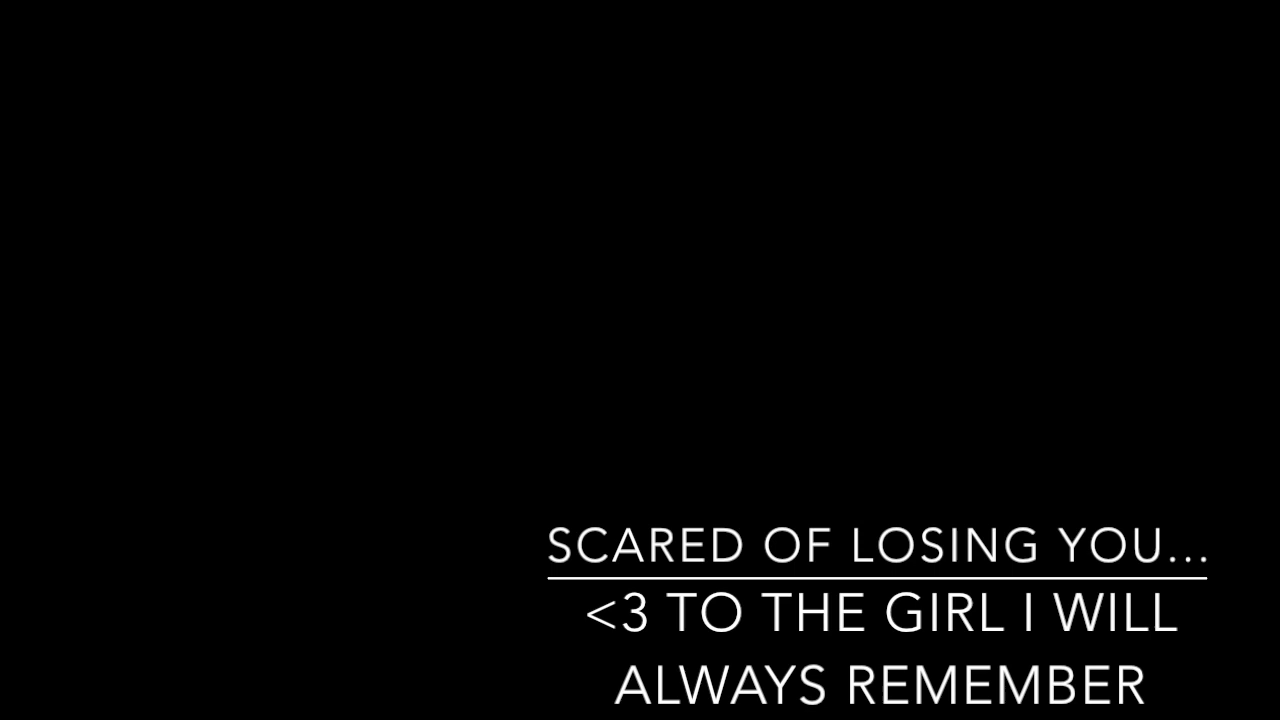 SCARED OF LOSING YOU...
<3 TO THE GIRL I WILL
ALWAYS REMEMBER